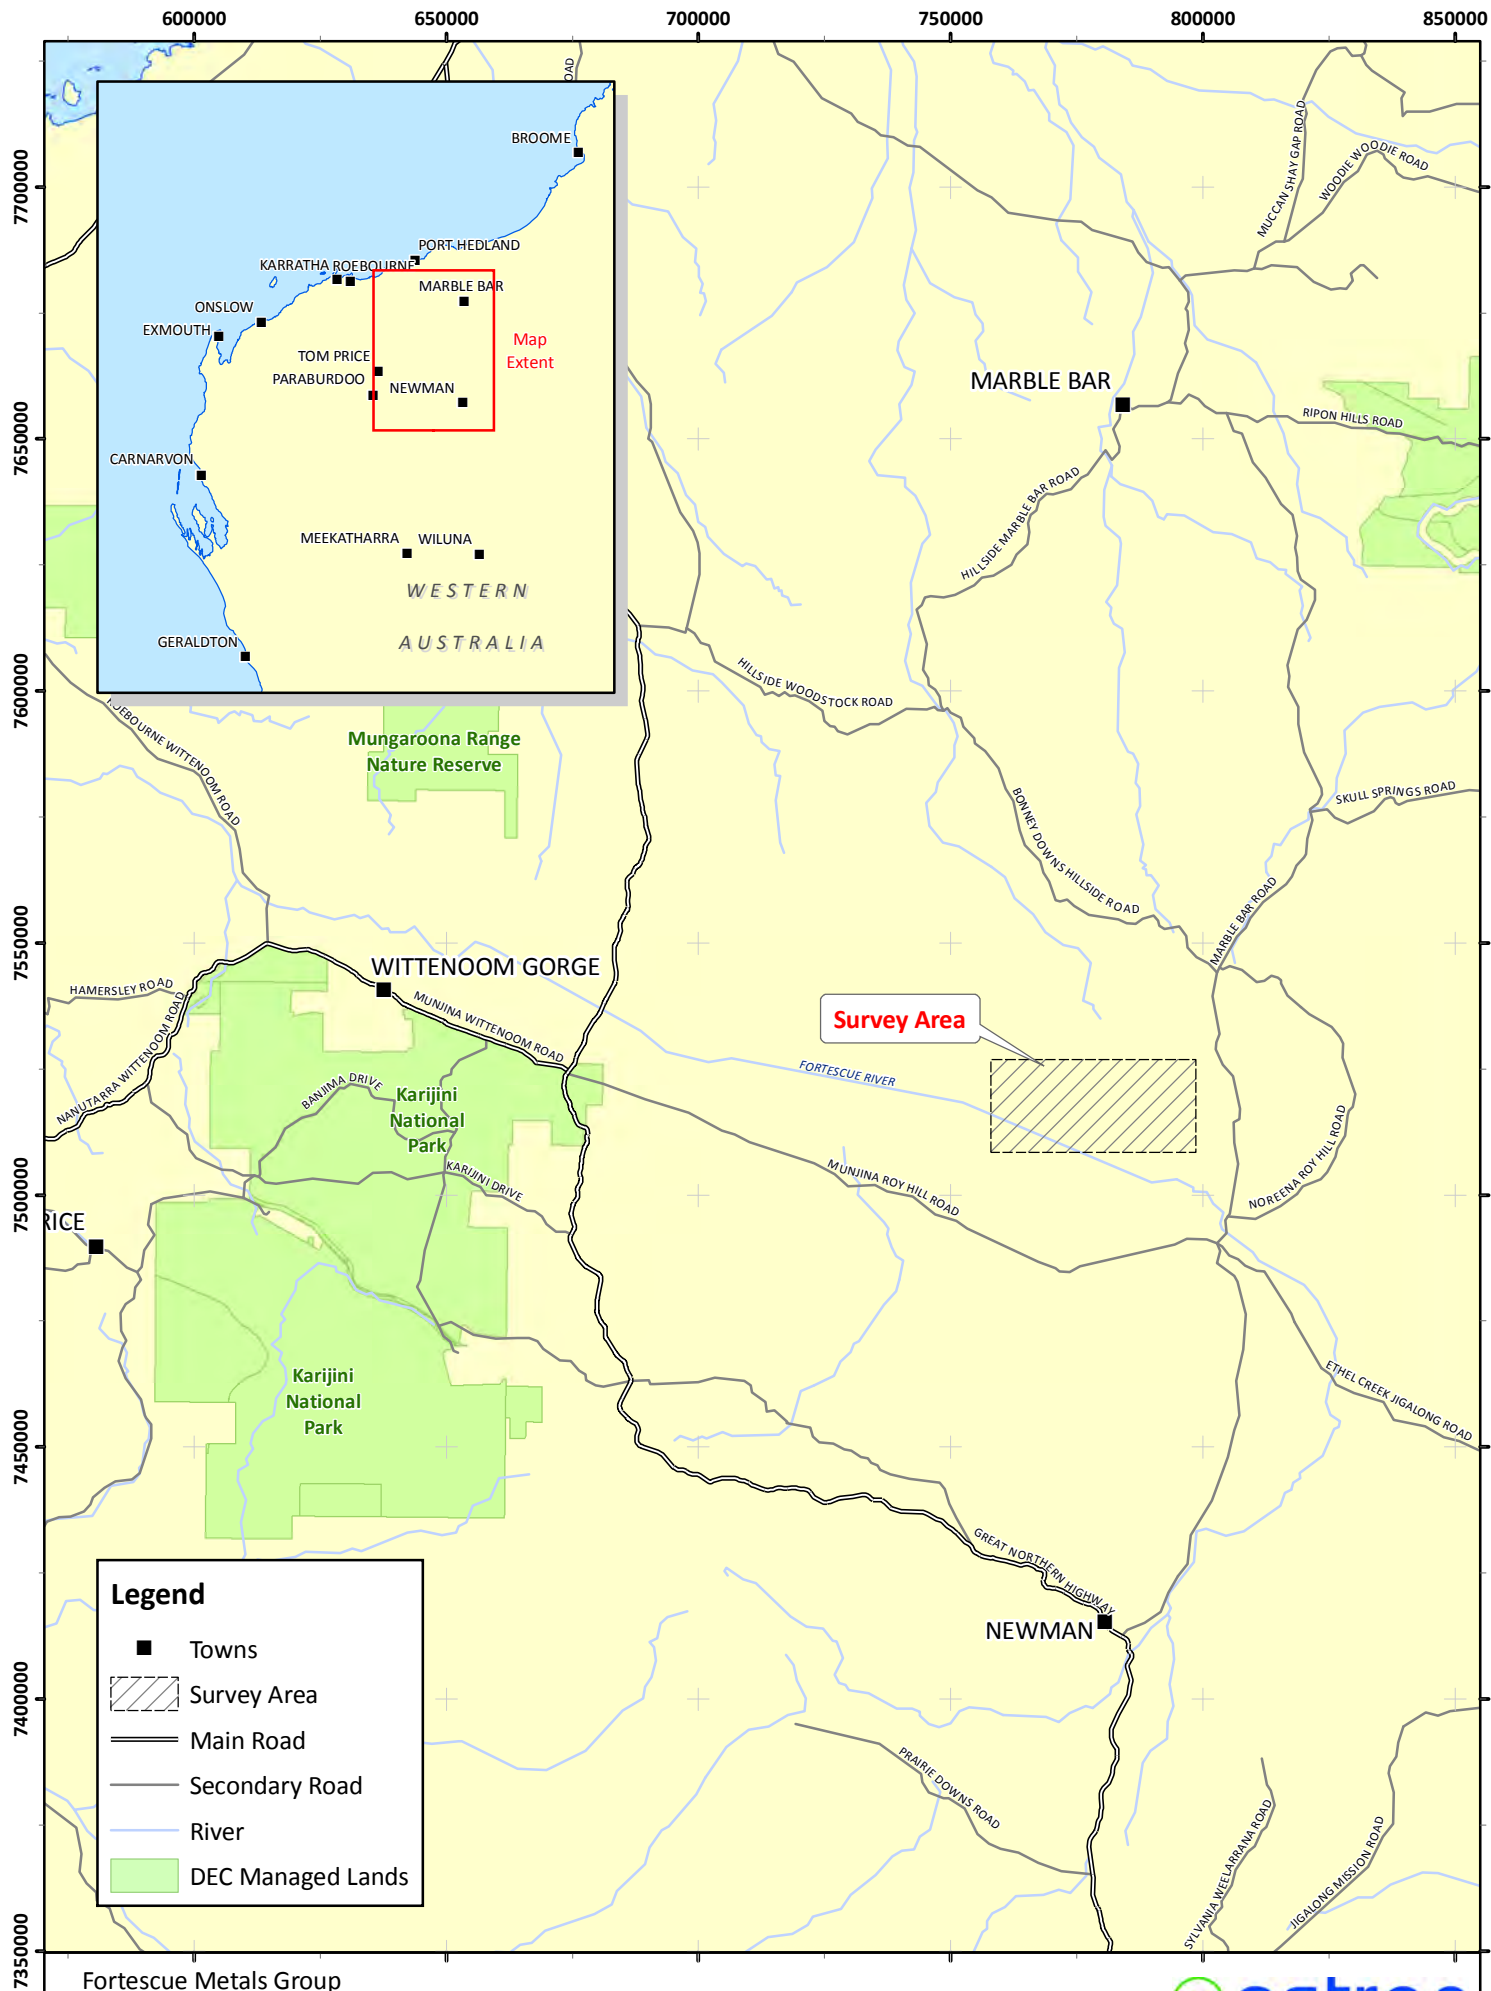 600000
650000
700000
750000
800000
850000
7700000
7650000
7600000
7550000
7500000
7450000
7400000
7350000
OAD
BROOME
PORT HEDLAND
KARRATHA
ROEBOURNE
MARBLE BAR
ONSLOW
EXMOUTH
TOM PRICE
PARABURDOO
NEWMAN
Map
Extent
CARNARVON
MEEKATHARRA
WILUNA
WESTERN
AUSTRALIA
GERALDTON
MUCCAN SHAY GAP ROAD
WOODIE WOODIE ROAD
MARBLE BAR
RIPON HILLS ROAD
HILLSIDE MARBLE BAR ROAD
HILLSIDE WOODSTOCK ROAD
ROEBOURNE WITTENOOM ROAD
Mungaroona Range
Nature Reserve
BONNEY DOWNS HILLSIDE ROAD
SKULL SPRINGS ROAD
MARBLE BAR ROAD
WITTENOOM GORGE
HAMERSLEY ROAD
MUNJINA WITTENOOM ROAD
NANUTARRA WITTENOOM ROAD
Survey Area
FORTESCUE RIVER
BANJIMA DRIVE
Karijini
National
Park
KARIJINI DRIVE
MUNJINA ROY HILL ROAD
NOREENA ROY HILL ROAD
RICE
Karijini
National
Park
ETHEL CREEK JIGALONG ROAD
GREAT NORTHERN HIGHWAY
NEWMAN
PRAIRIE DOWNS ROAD
SYLVANIA WEELARRANA ROAD
JIGALONG MISSION ROAD
Legend
Towns
Survey Area
Main Road
Secondary Road
River
DEC Managed Lands
Fortescue Metals Group